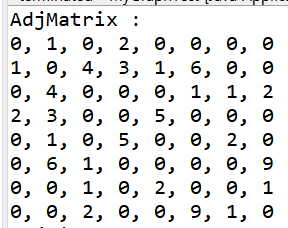 AdjMatrix :
0, 1, 0, 2, 0, 0, 0, 0
1, 0, 4, 3, 1, 6, 0, 0
0, 4, 0, 0, 0, 1, 1, 2
2, 3, 0, 0, 5, 0, 0, 0
0, 1, 0, 5, 0, 0, 2, 0
0, 6, 1, 0, 0, 0, 0, 9
0, 0, 1, 0, 2, 0, 0, 1
0, 0, 2, 0, 0, 9, 1, 0